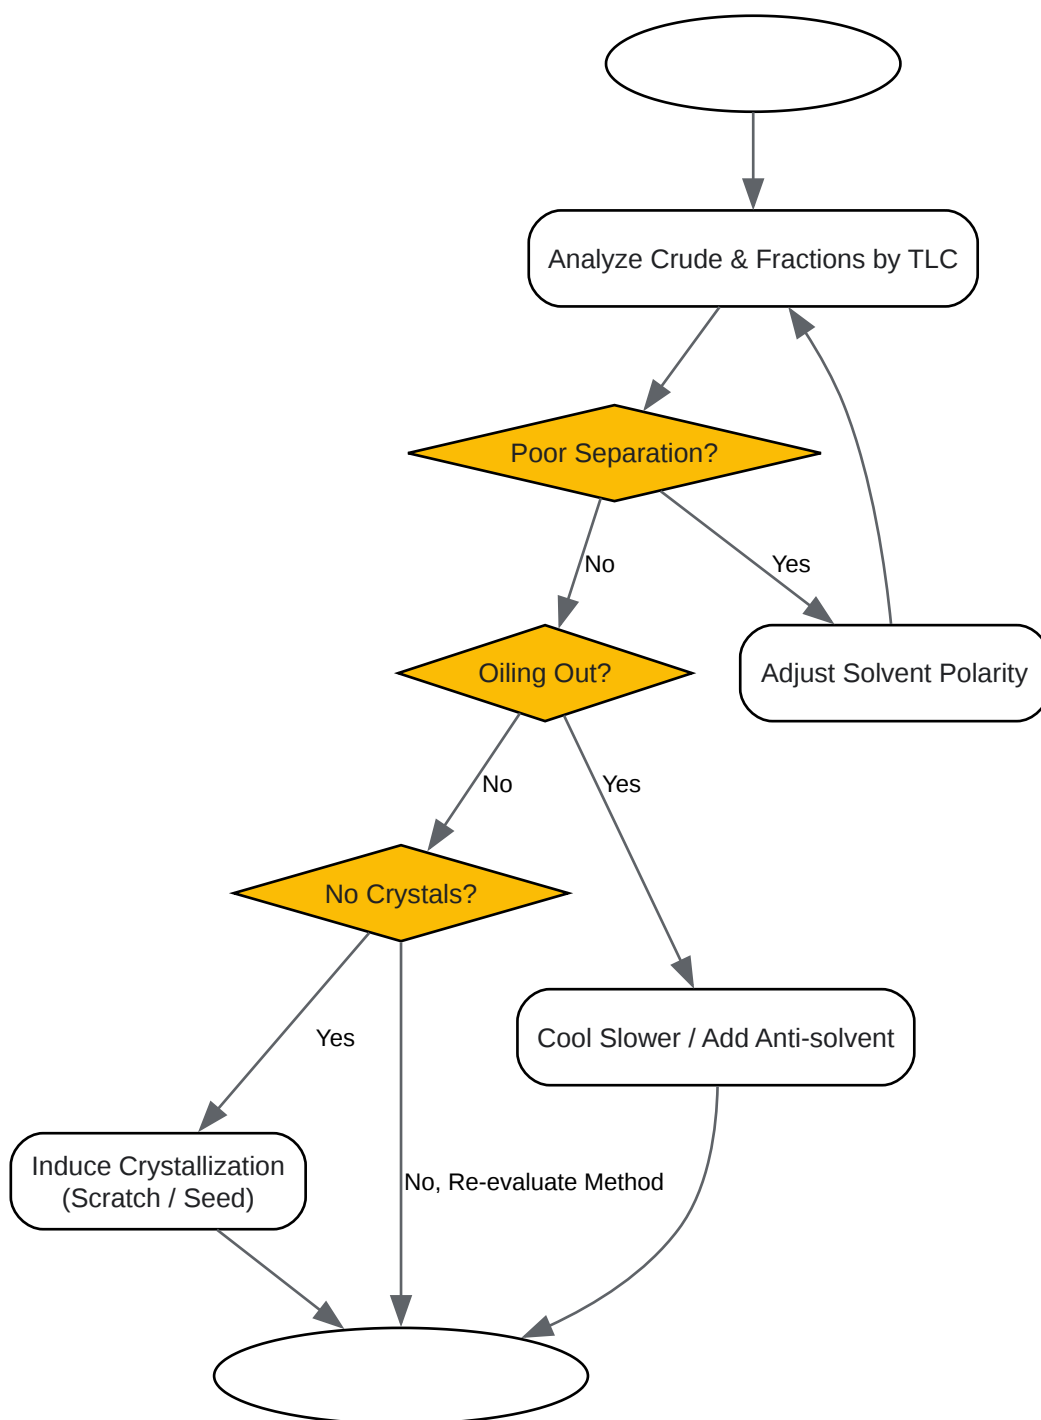 Analyze Crude & Fractions by TLC
Poor Separation?
No
Yes
Oiling Out?
Adjust Solvent Polarity
No
Yes
No Crystals?
Yes
Cool Slower / Add Anti-solvent
Induce Crystallization
(Scratch / Seed)
No, Re-evaluate Method